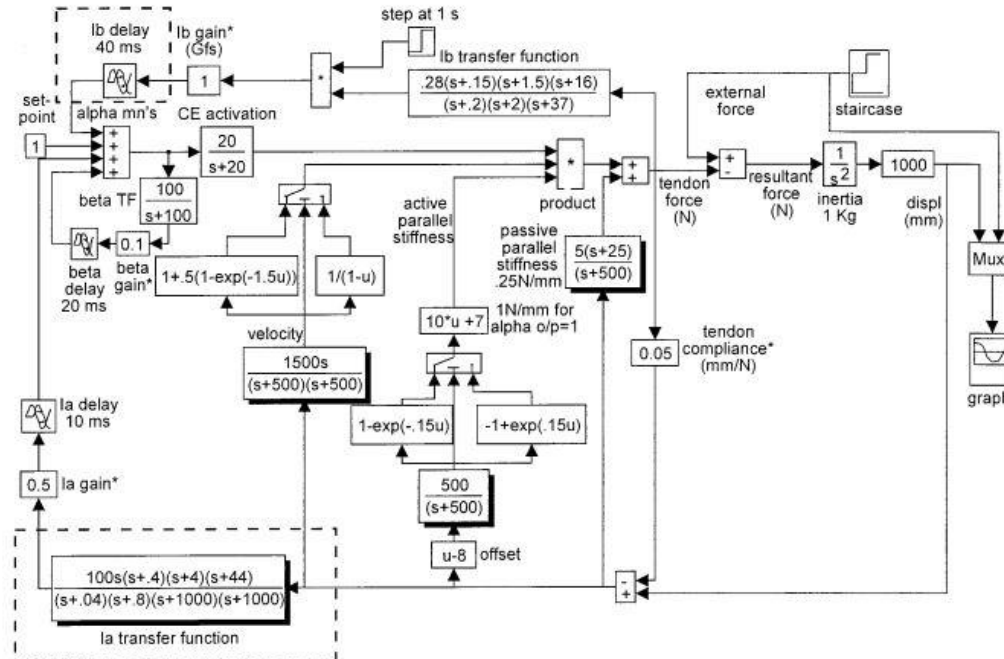 Ib delay
40 ms
Ib gain*
(Gfs)
step at 1 s
Ib transfer function
1
*
.28(s+.15)(s+1.5)(s+16)
(s+.2)(s+2)(s+37)
set-
point
alpha mn's
CE activation
external
force
staircase
1
+
+
+
+
20
s+20
*
+
+
+
-
1
s²
1000
beta TF
100
s+100
product
tendon
force
(N)
resultant
force
(N)
inertia
1 Kg
displ
(mm)
active
parallel
stiffness
passive
parallel
stiffness
.25N/mm
5(s+25)
(s+500)
Mux
0.1
beta
delay
20 ms
beta
gain*
1+.5(1-exp(-1.5u))
1/(1-u)
10*u +7
1N/mm for
alpha o/p=1
velocity
1500s
(s+500)(s+500)
0.05
tendon
compliance*
(mm/N)
graph
Ia delay
10 ms
1-exp(-.15u)
-1+exp(.15u)
0.5
Ia gain*
500
(s+500)
u-8
offset
100s(s+.4)(s+4)(s+44)
(s+.04)(s+.8)(s+1000)(s+1000)
-
+
Ia transfer function